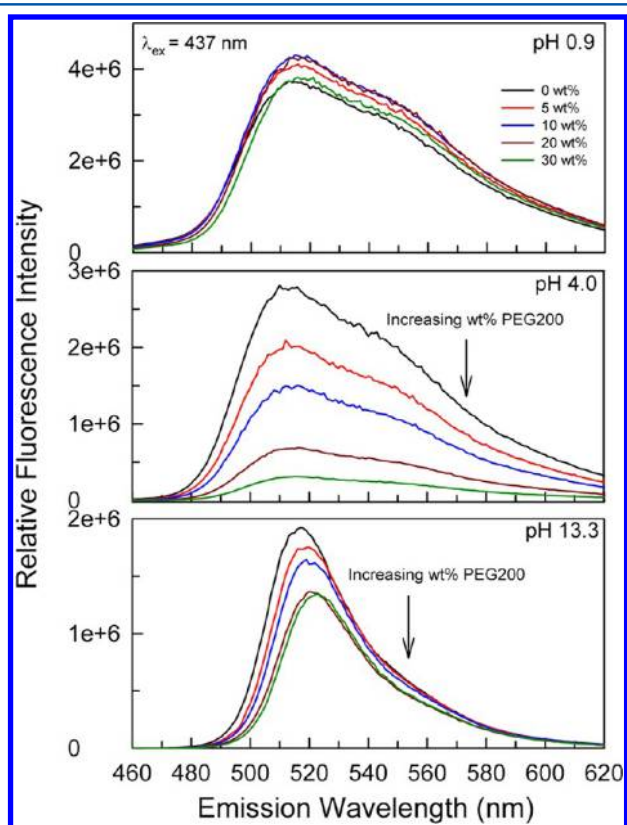 λex = 437 nm
pH 0.9
4e+6
2e+6
0
0 wt%
5 wt%
10 wt%
20 wt%
30 wt%
pH 4.0
3e+6
2e+6
1e+6
0
Increasing wt% PEG200
pH 13.3
2e+6
1e+6
0
Increasing wt% PEG200
Relative Fluorescence Intensity
460 480 500 520 540 560 580 600 620
Emission Wavelength (nm)